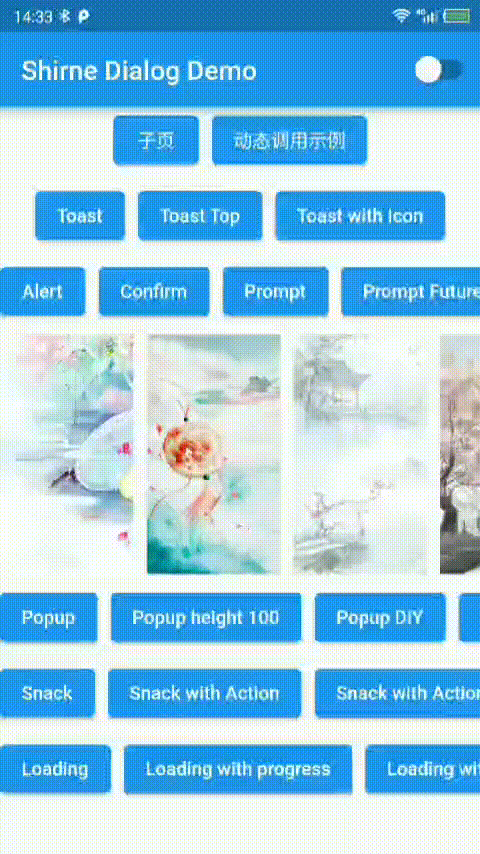 14:33
Shirne Dialog Demo
子页 动态调用示例
Toast Toast Top Toast with Icon
Alert Confirm Prompt Prompt Future
Popup Popup height 100 Popup DIY
Snack Snack with Action Snack with Action
Loading Loading with progress Loading wit